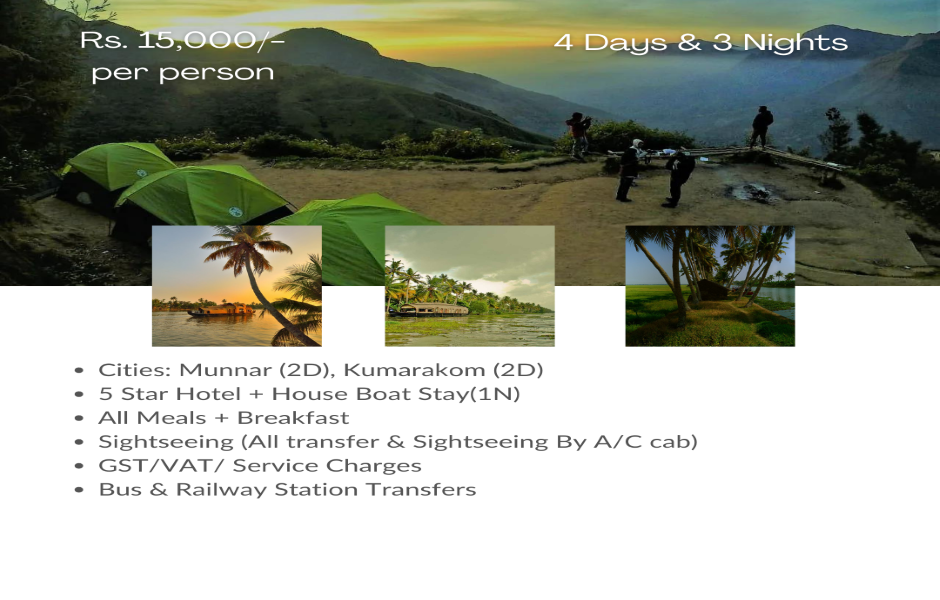 Rs. 15,000/-
per person
4 Days & 3 Nights
• Cities: Munnar (2D), Kumarakom (2D)
• 5 Star Hotel + House Boat Stay(1N)
• All Meals + Breakfast
• Sightseeing (All transfer & Sightseeing By A/C cab)
• GST/VAT/ Service Charges
• Bus & Railway Station Transfers